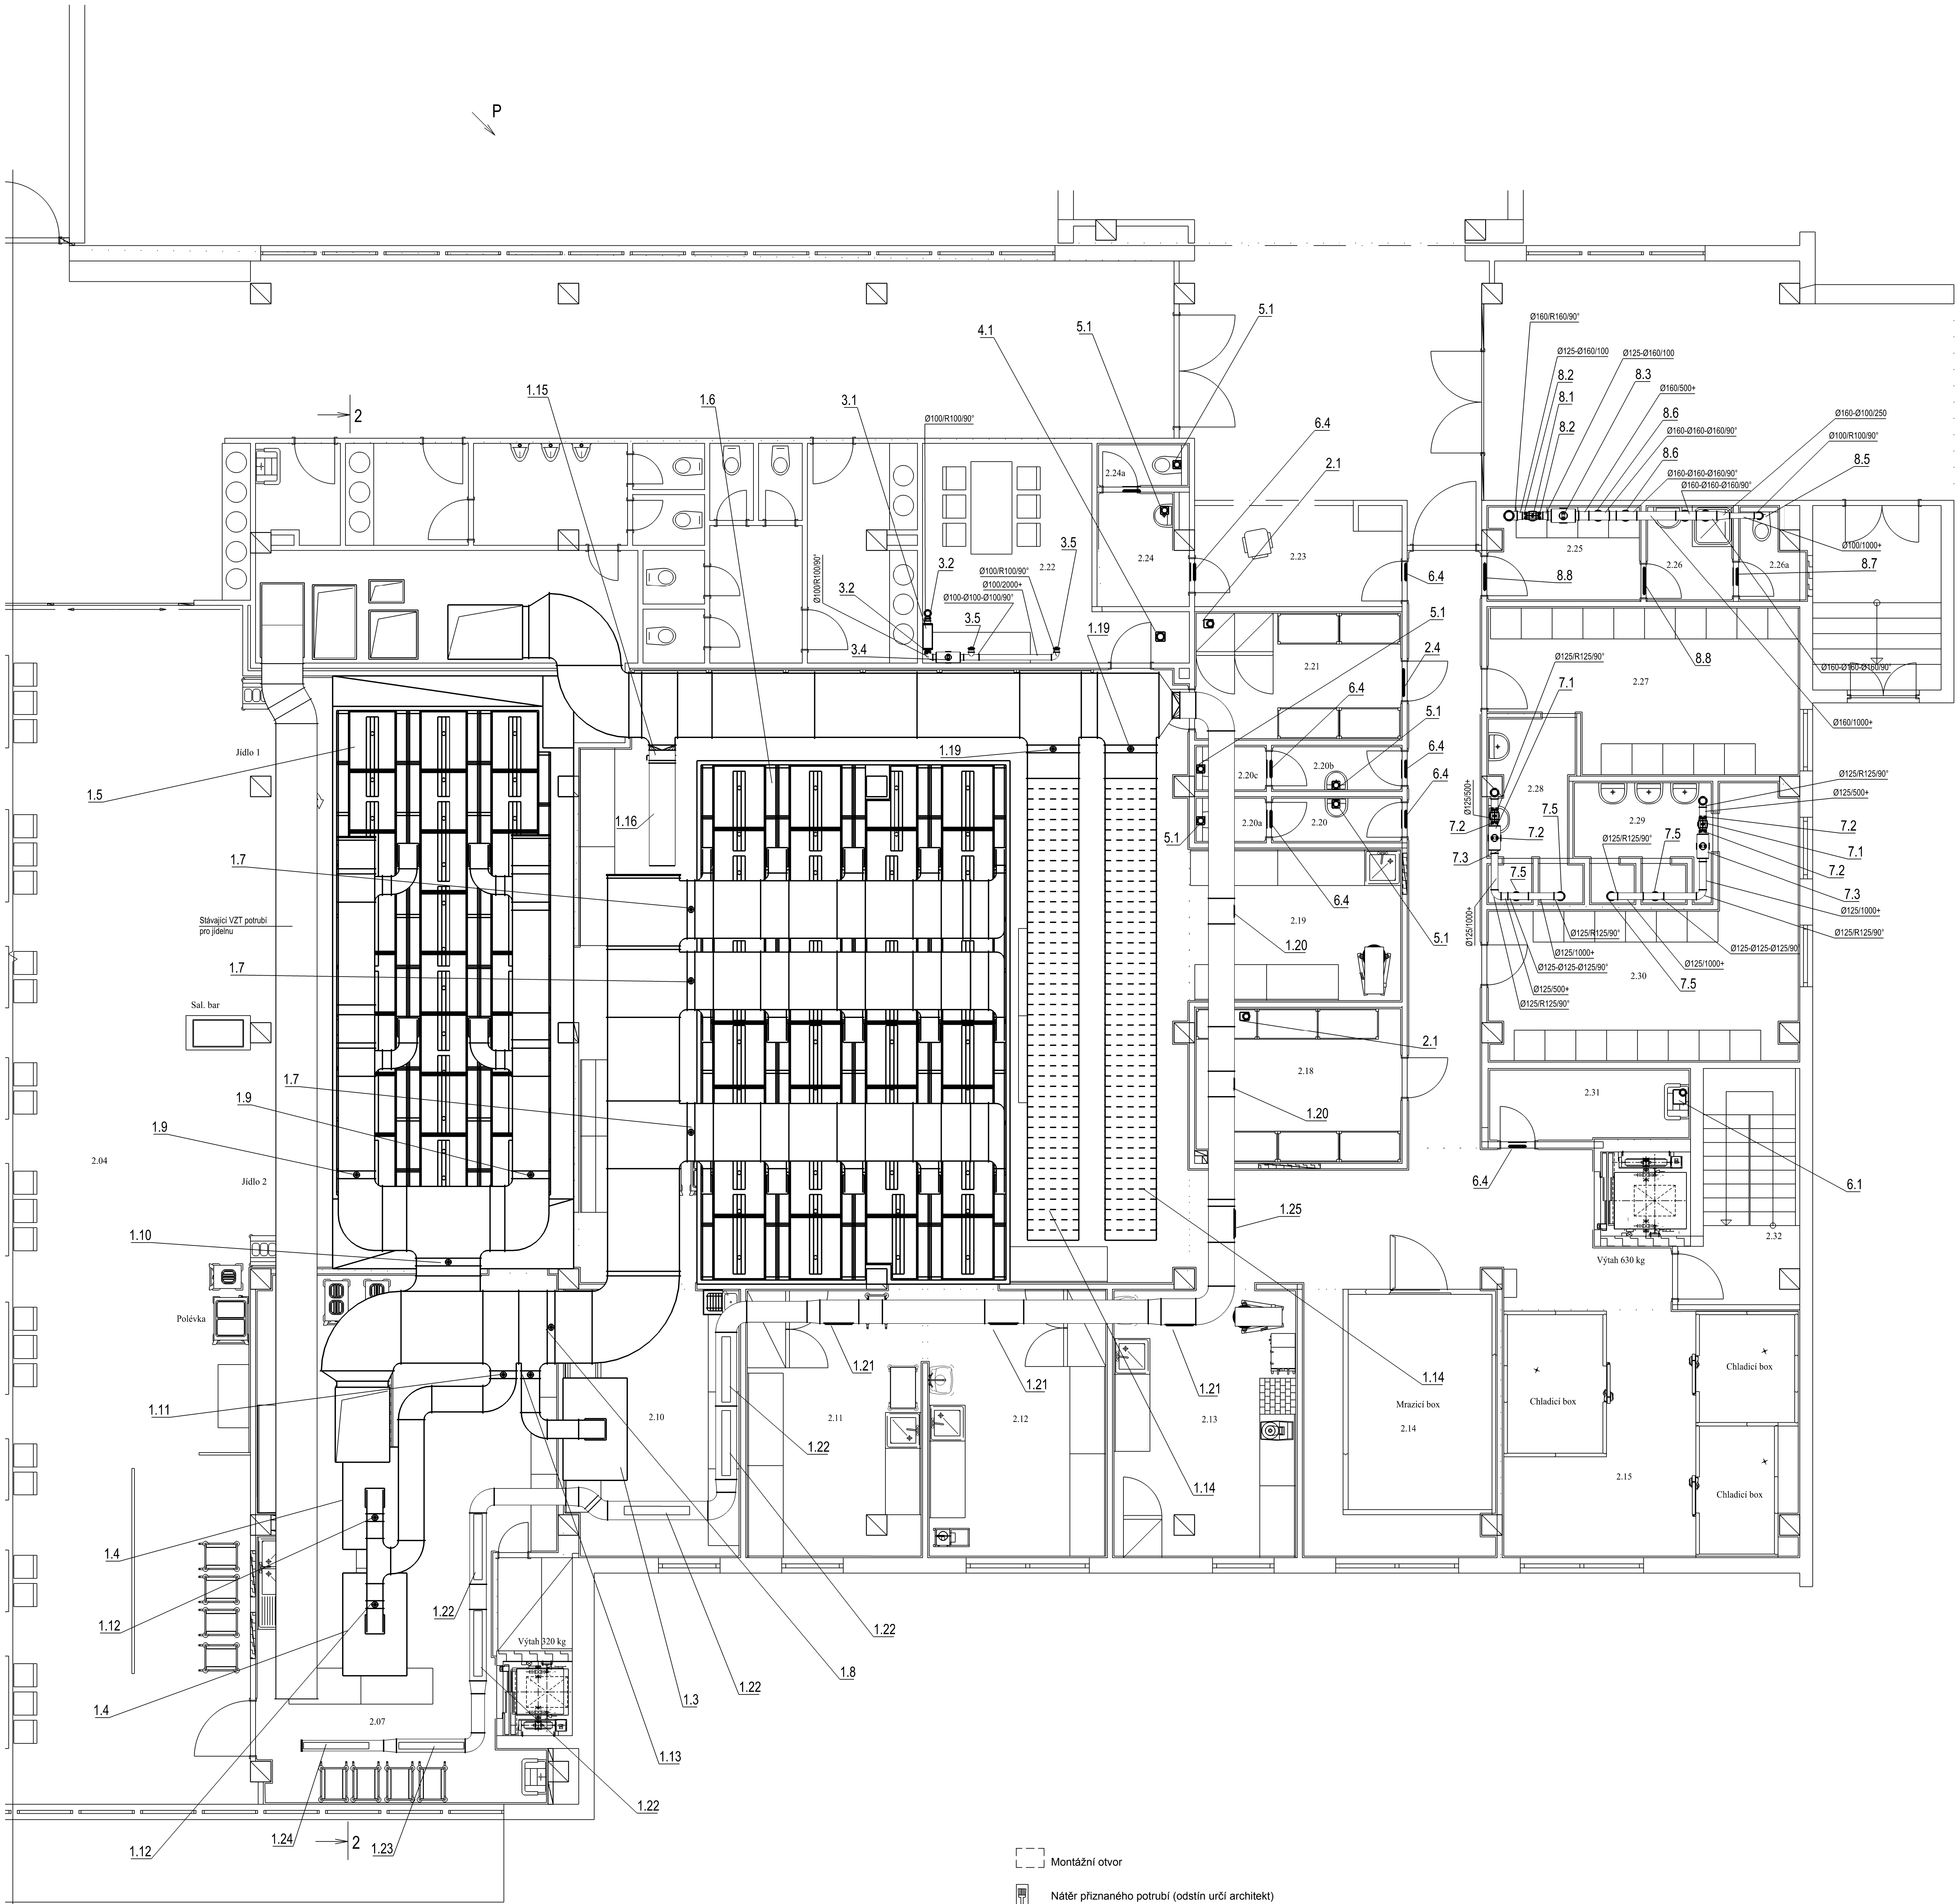 P
2
1.15
1.6
3.1
Ø100/R100/90°
4.1
5.1
5.1
6.4
2.1
Ø160/R160/90°
Ø125-Ø160/100
8.2
8.1
8.2
Ø125-Ø160/100
8.3
Ø160/500+
8.6
Ø160-Ø160-Ø160/90°
8.6
Ø160-Ø160-Ø160/90°
Ø160-Ø160-Ø160/90°
Ø160-Ø100/250
Ø100/R100/90°
8.5
2.24a
2.24
2.23
2.22
2.25
2.26
2.26a
Ø100/1000+
8.7
8.8
6.4
Ø100/R100/90°
3.2
3.2
3.4
3.5
3.5
Ø100/R100/90°
Ø100/2000+
Ø100-Ø100-Ø100/90°
1.19
5.1
2.4
2.21
6.4
5.1
6.4
6.4
8.8
Ø160-Ø160-Ø160/90°
Ø160/1000+
2.27
Ø125/R125/90°
7.1
Jídlo 1
1.5
1.19
1.16
2.20c
2.20b
2.20a
2.20
5.1
6.4
5.1
Ø125/500+
7.2
7.2
7.3
2.28
7.5
7.5
2.29
Ø125/R125/90°
7.5
Ø125/R125/90°
Ø125/500+
7.2
7.1
7.2
7.3
Ø125/1000+
Ø125/R125/90°
Ø125-Ø125-Ø125/90°
Ø125/1000+
7.5
Ø125/1000+
Ø125/R125/90°
Ø125/1000+
Ø125-Ø125-Ø125/90°
Ø125/500+
Ø125/R125/90°
2.30
1.7
Stávající VZT potrubí
pro jídelnu
1.7
Sal. bar
2.19
1.20
2.1
2.18
1.20
1.7
1.9
1.9
2.04
Jídlo 2
2.31
6.4
6.1
2.32
Výtah 630 kg
1.25
1.10
Polévka
1.11
2.10
1.22
2.11
1.21
2.12
1.21
2.13
1.21
1.14
1.14
Mrazicí box
2.14
Chladicí box
Chladicí box
Chladicí box
2.15
1.4
1.12
1.4
1.12
1.22
Výtah 320 kg
1.22
1.22
1.8
1.3
1.13
1.22
2.07
1.24
1.23
2
Montážní otvor
Nátěr přiznaného potrubí (odstín určí architekt)